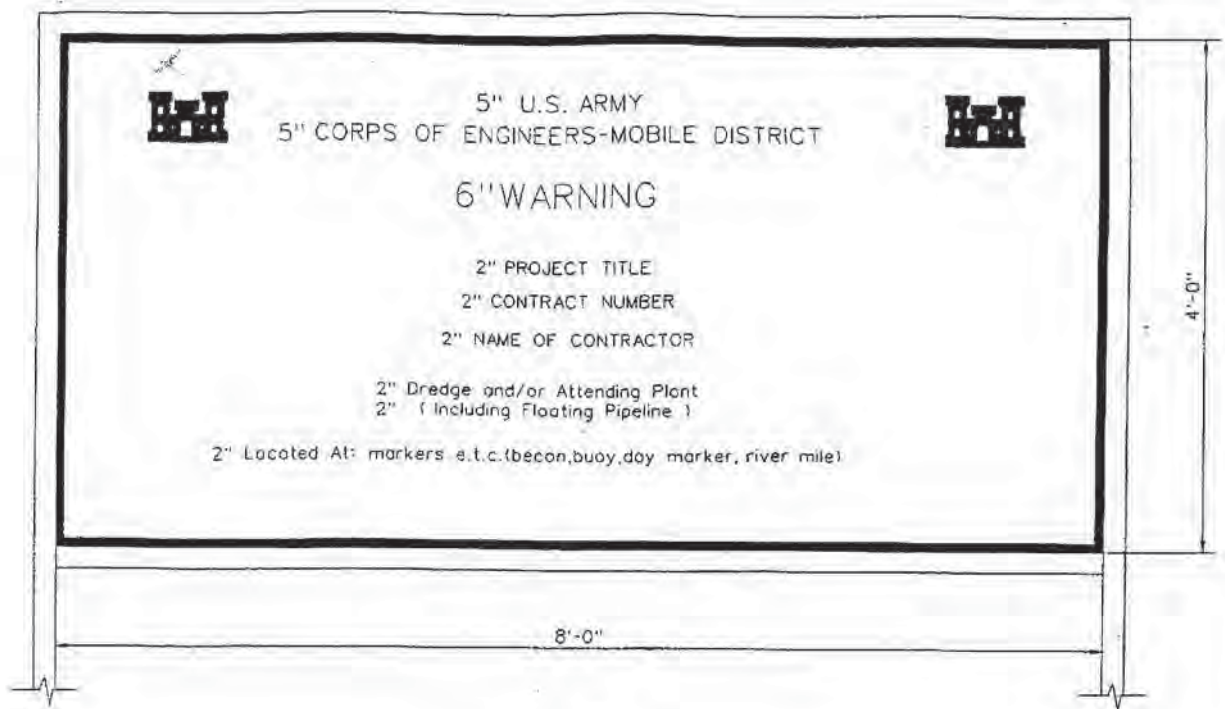 5" U.S. ARMY
5" CORPS OF ENGINEERS-MOBILE DISTRICT
6" WARNING
2" PROJECT TITLE
2" CONTRACT NUMBER
2" NAME OF CONTRACTOR
2" Dredge and/or Attending Plant
2" ( Including Floating Pipeline )
2" Located At: markers e.t.c.(becon,buoy,day marker, river mile)
4'-0"
8'-0"